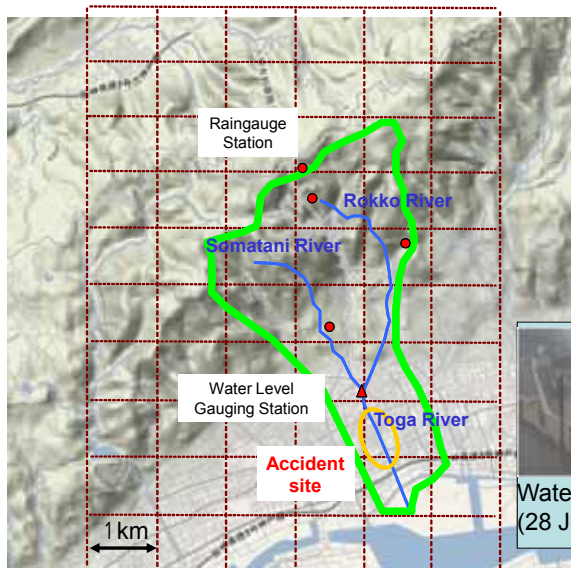 Raingauge
Station
Rokko River
Somatani River
Water Level
Gauging Station
Toga River
Accident
site
Wate
(28 J
1km